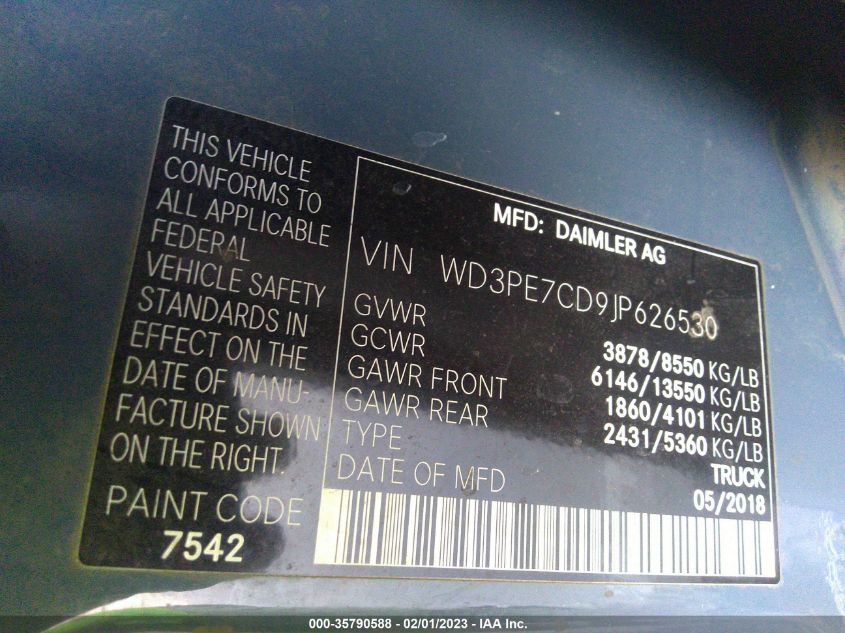 THIS VEHICLE
CONFORMS TO
ALL APPLICABLE
FEDERAL
VEHICLE SAFETY
STANDARDS IN
EFFECT ON THE
DATE OF MANU-
FACTURE SHOWN
ON THE RIGHT.
PAINT CODE
7542
MFD: DAIMLER AG
VIN WD3PE7CD9JP626530
GVWR 3878/8550 KG/LB
GCWR 6146/13550 KG/LB
GAWR FRONT 1860/4101 KG/LB
GAWR REAR 2431/5360 KG/LB
TYPE TRUCK
DATE OF MFD 05/2018
000-35790588 - 02/01/2023 - IAA Inc.